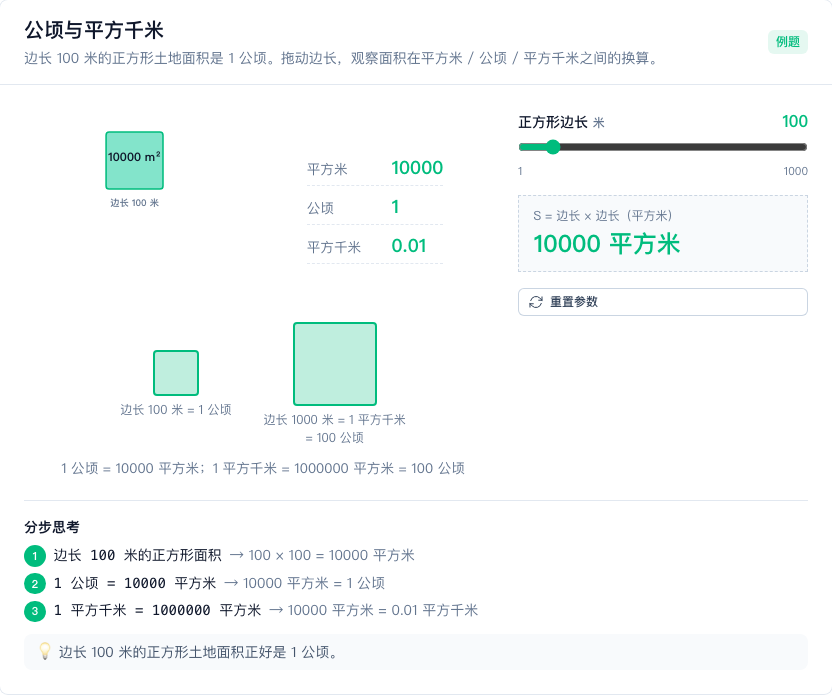 公顷与平方千米
边长 100 米的正方形土地面积是 1 公顷。拖动边长，观察面积在平方米 / 公顷 / 平方千米之间的换算。
例题
10000 m²
边长 100 米
平方米 10000
公顷 1
平方千米 0.01
正方形边长 米 100
1 1000
S = 边长 × 边长（平方米）
10000 平方米
重置参数
边长 100 米 = 1 公顷
边长 1000 米 = 1 平方千米
= 100 公顷
1 公顷 = 10000 平方米；1 平方千米 = 1000000 平方米 = 100 公顷
分步思考
1 边长 100 米的正方形面积 → 100 × 100 = 10000 平方米
2 1 公顷 = 10000 平方米 → 10000 平方米 = 1 公顷
3 1 平方千米 = 1000000 平方米 → 10000 平方米 = 0.01 平方千米
💡 边长 100 米的正方形土地面积正好是 1 公顷。